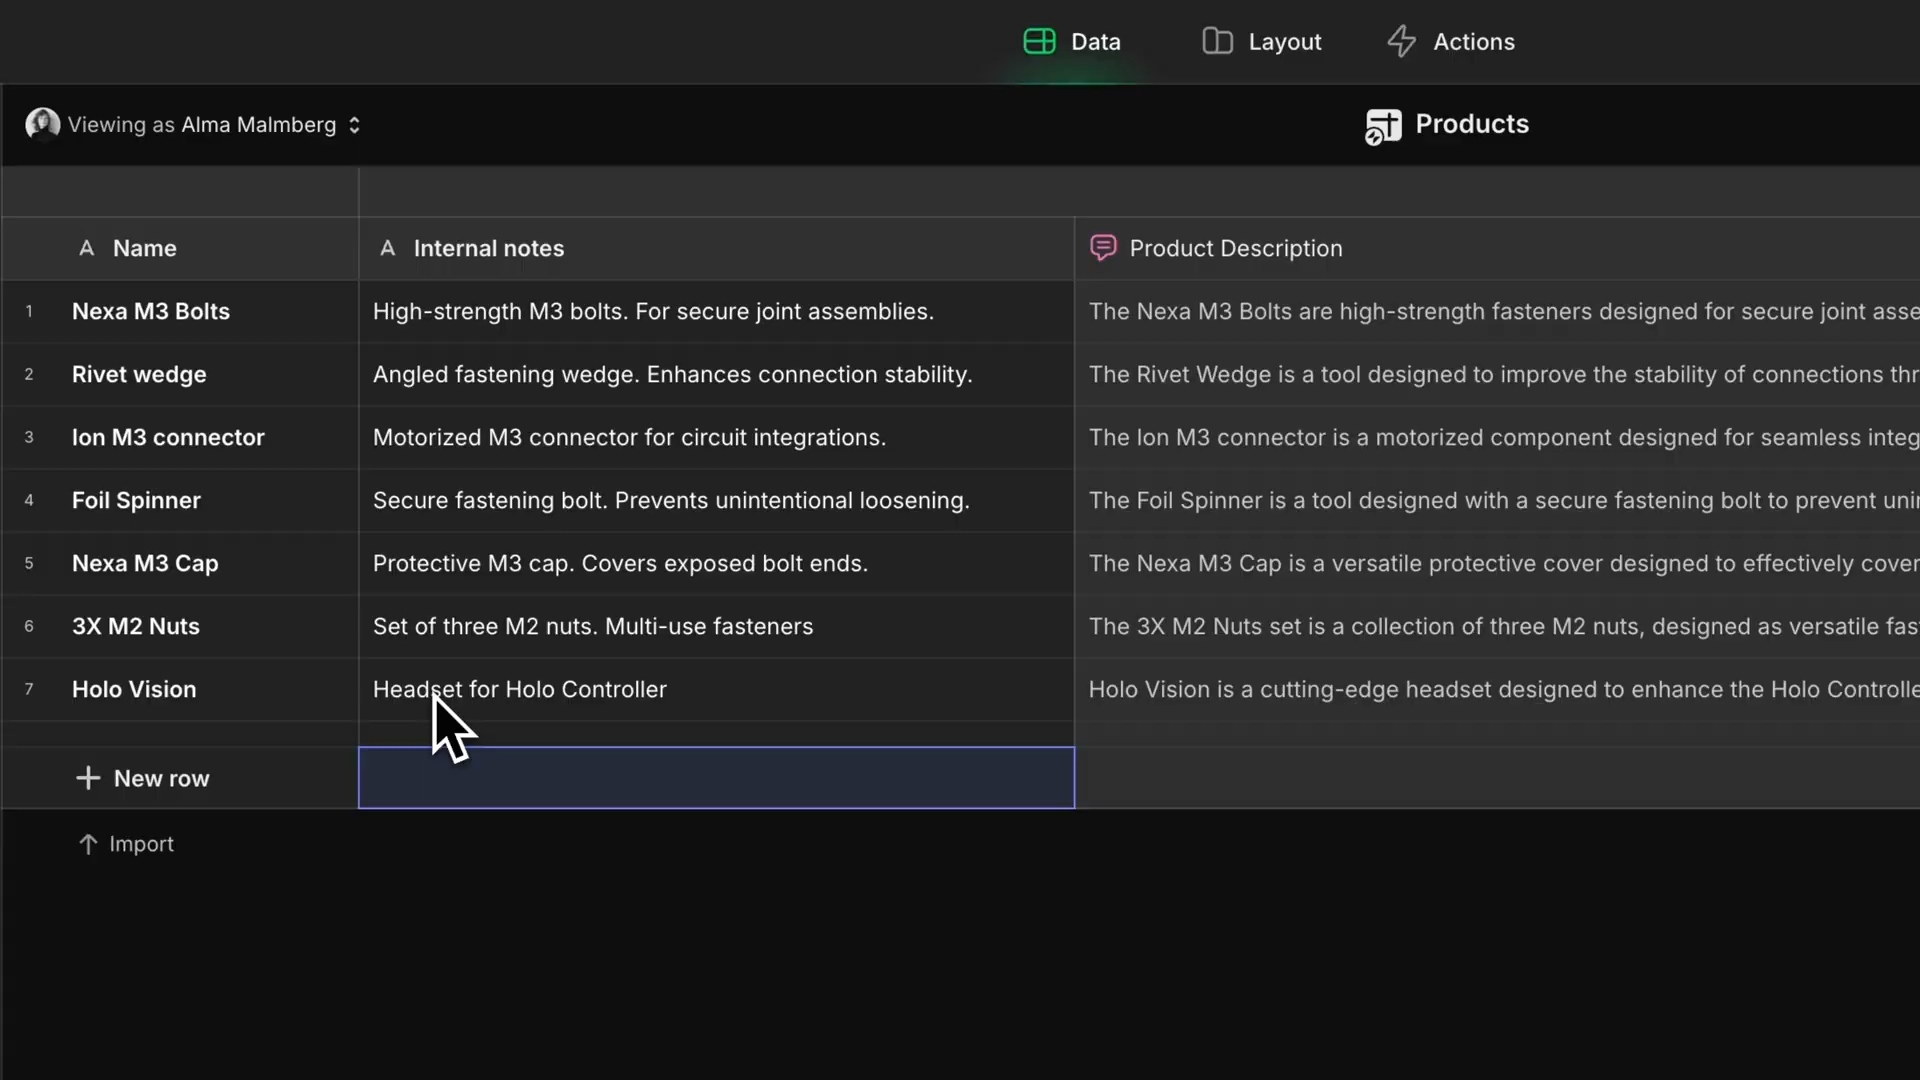 Data Layout Actions
Viewing as Alma Malmberg Products
Name Internal notes Product Description
1 Nexa M3 Bolts High-strength M3 bolts. For secure joint assemblies. The Nexa M3 Bolts are high-strength fasteners designed for secure joint asse
2 Rivet wedge Angled fastening wedge. Enhances connection stability. The Rivet Wedge is a tool designed to improve the stability of connections thr
3 Ion M3 connector Motorized M3 connector for circuit integrations. The Ion M3 connector is a motorized component designed for seamless integ
4 Foil Spinner Secure fastening bolt. Prevents unintentional loosening. The Foil Spinner is a tool designed with a secure fastening bolt to prevent unin
5 Nexa M3 Cap Protective M3 cap. Covers exposed bolt ends. The Nexa M3 Cap is a versatile protective cover designed to effectively cover
6 3X M2 Nuts Set of three M2 nuts. Multi-use fasteners The 3X M2 Nuts set is a collection of three M2 nuts, designed as versatile fas
7 Holo Vision Headset for Holo Controller Holo Vision is a cutting-edge headset designed to enhance the Holo Controlle
New row
Import